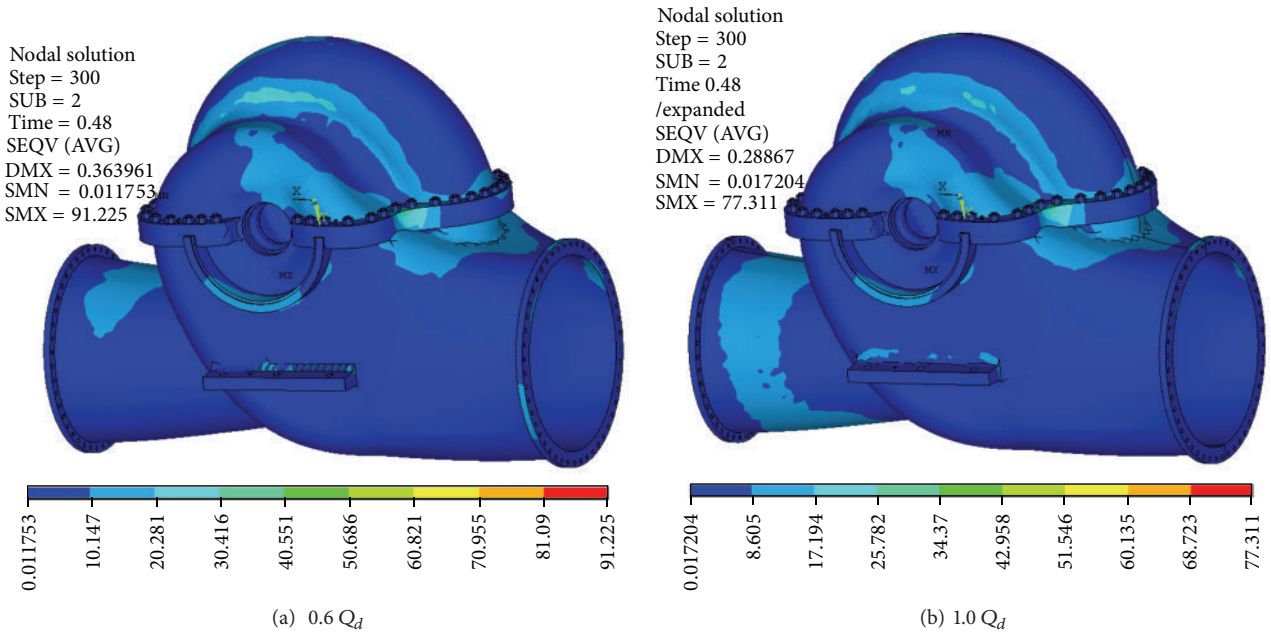 Nodal solution
Step = 300
SUB = 2
Time = 0.48
SEQV (AVG)
DMX = 0.363961
SMN = 0.011753
SMX = 91.225
X
MX
0.011753
10.147
20.281
30.416
40.551
50.686
60.821
70.955
81.09
91.225
(a) 0.6 Qd
Nodal solution
Step = 300
SUB = 2
Time 0.48
/expanded
SEQV (AVG)
DMX = 0.28867
SMN = 0.017204
SMX = 77.311
MN
X
MX
0.017204
8.605
17.194
25.782
34.37
42.958
51.546
60.135
68.723
77.311
(b) 1.0 Qd